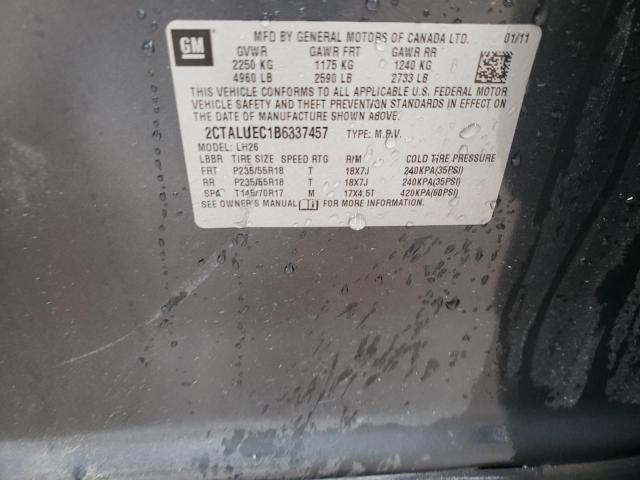 GM
MFD BY GENERAL MOTORS OF CANADA LTD. 01/11
GVWR GAWR FRT GAWR RR
2250 KG 1175 KG 1240 KG
4960 LB 2590 LB 2733 LB
THIS VEHICLE CONFORMS TO ALL APPLICABLE U.S. FEDERAL MOTOR
VEHICLE SAFETY AND THEFT PREVENTION STANDARDS IN EFFECT ON
THE DATE OF MANUFACTURE SHOWN ABOVE.
2CTALUEC1B6337457 TYPE: M.P.V.
MODEL: LH26
LBBR TIRE SIZE SPEED RTG R/M COLD TIRE PRESSURE
FRT P235/55R18 T 18X7J 240KPA(35PSI)
RR P235/55R18 T 18X7J 240KPA(35PSI)
SPA T145/70R17 M 17X4.5T 420KPA(60PSI)
SEE OWNER'S MANUAL FOR MORE INFORMATION.